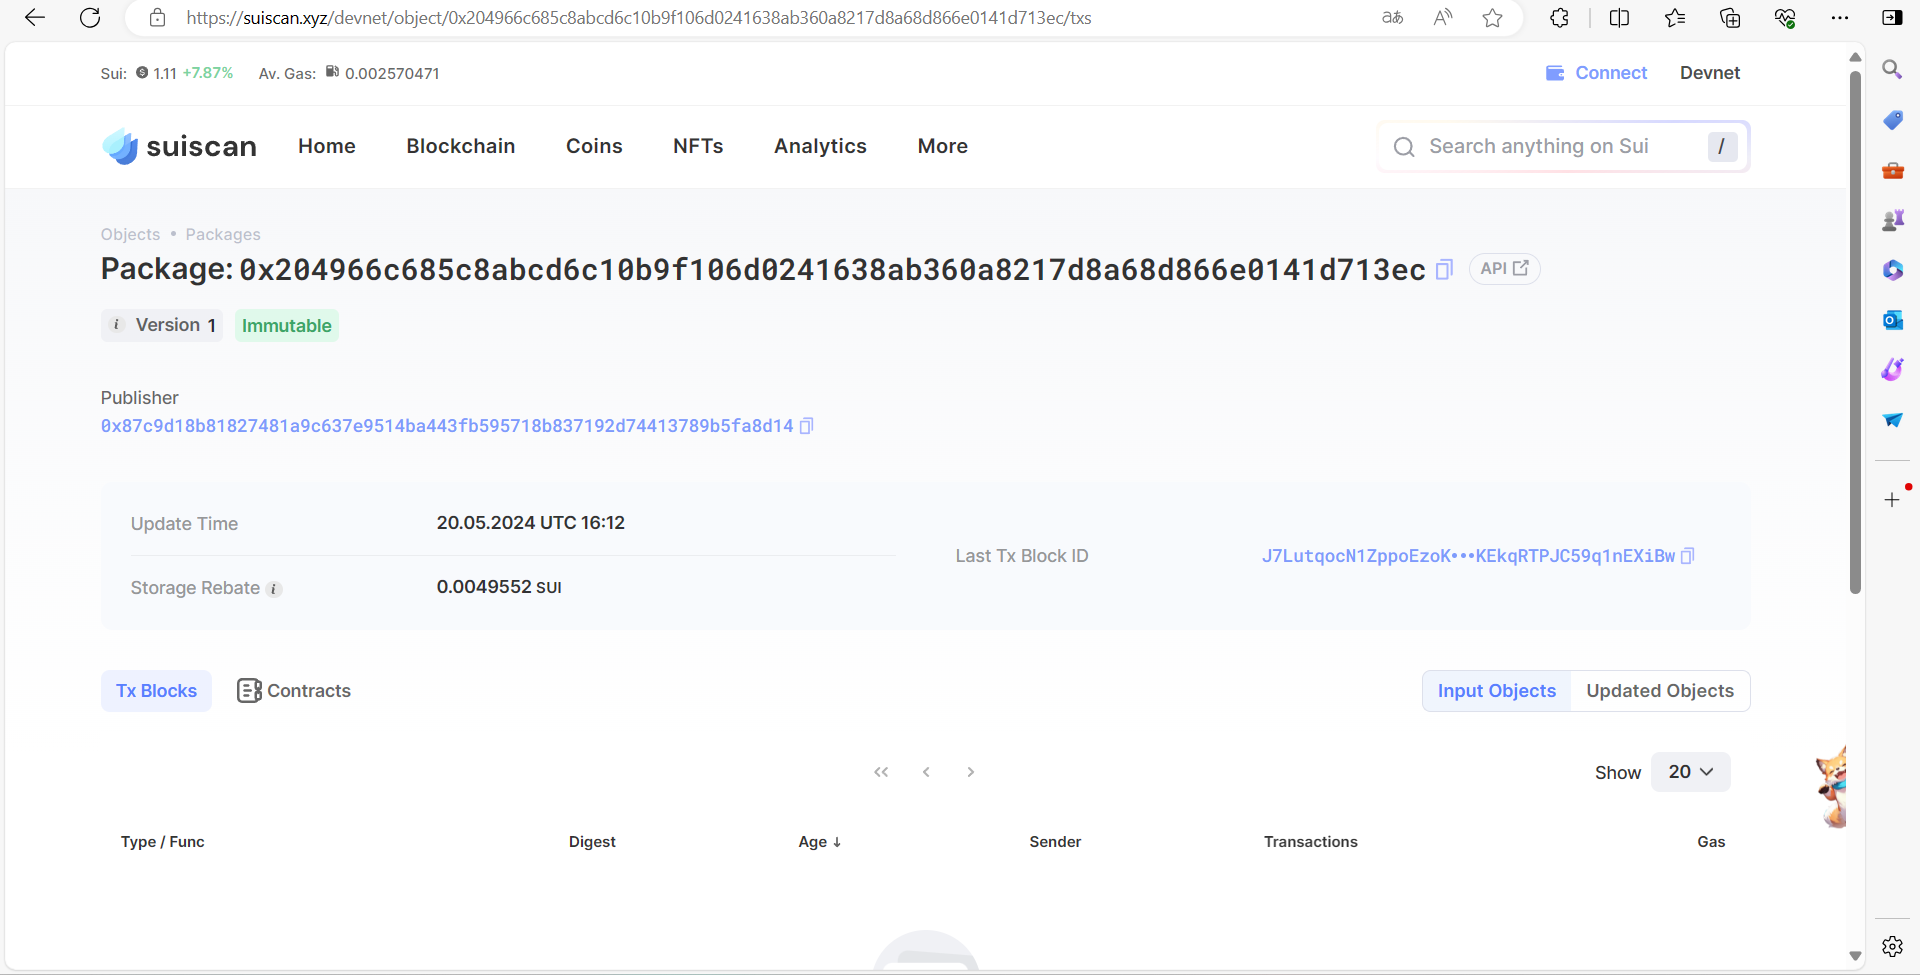 https://suiscan.xyz/devnet/object/0x204966c685c8abcd6c10b9f106d0241638ab360a8217d8a68d866e0141d713ec/txs
Sui: 1.11 +7.87% Av. Gas: 0.002570471
Connect Devnet
suiscan Home Blockchain Coins NFTs Analytics More Search anything on Sui /
Objects • Packages
Package: 0x204966c685c8abcd6c10b9f106d0241638ab360a8217d8a68d866e0141d713ec API
i Version 1 Immutable
Publisher
0x87c9d18b81827481a9c637e9514ba443fb595718b837192d74413789b5fa8d14
Update Time 20.05.2024 UTC 16:12
Last Tx Block ID J7LutqocN1ZppoEzoK•••KEkqRTPJC59q1nEXiBw
Storage Rebate i 0.0049552 SUI
Tx Blocks Contracts Input Objects Updated Objects
Show 20
Type / Func Digest Age ↓ Sender Transactions Gas